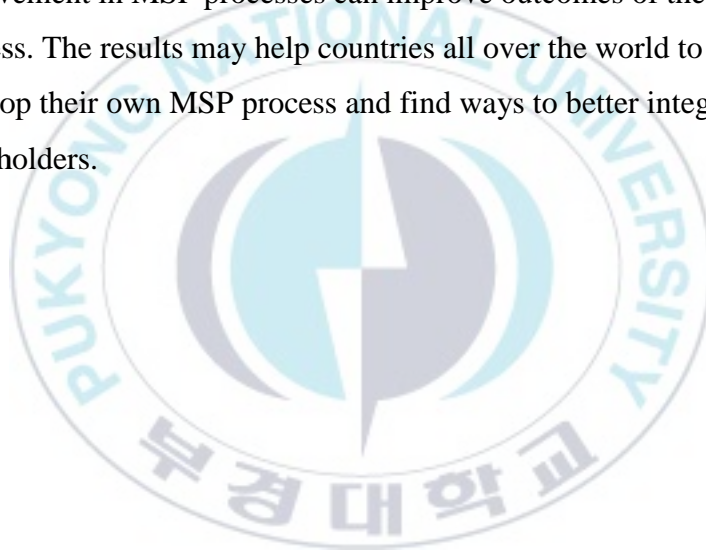 vement in MSP processes can improve outcomes of the
ss. The results may help countries all over the world to
op their own MSP process and find ways to better integ
holders.
PUKYONG NATIONAL UNIVERSITY
부경대학교